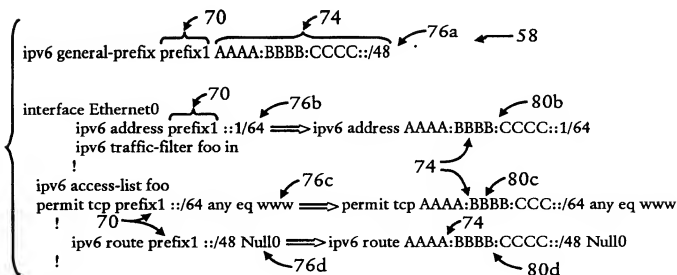 70 74
76a 58
ipv6 general-prefix prefix1 AAAA:BBBB:CCCC::/48
70
interface Ethernet0 76b 80b
ipv6 address prefix1 ::1/64 ⟹ ipv6 address AAAA:BBBB:CCCC::1/64
ipv6 traffic-filter foo in
! 74 80c
ipv6 access-list foo 76c
permit tcp prefix1 ::/64 any eq www ⟹ permit tcp AAAA:BBBB:CCC::/64 any eq www
! 70 74
ipv6 route prefix1 ::/48 Null0 ⟹ ipv6 route AAAA:BBBB:CCCC::/48 Null0
! 76d 80d